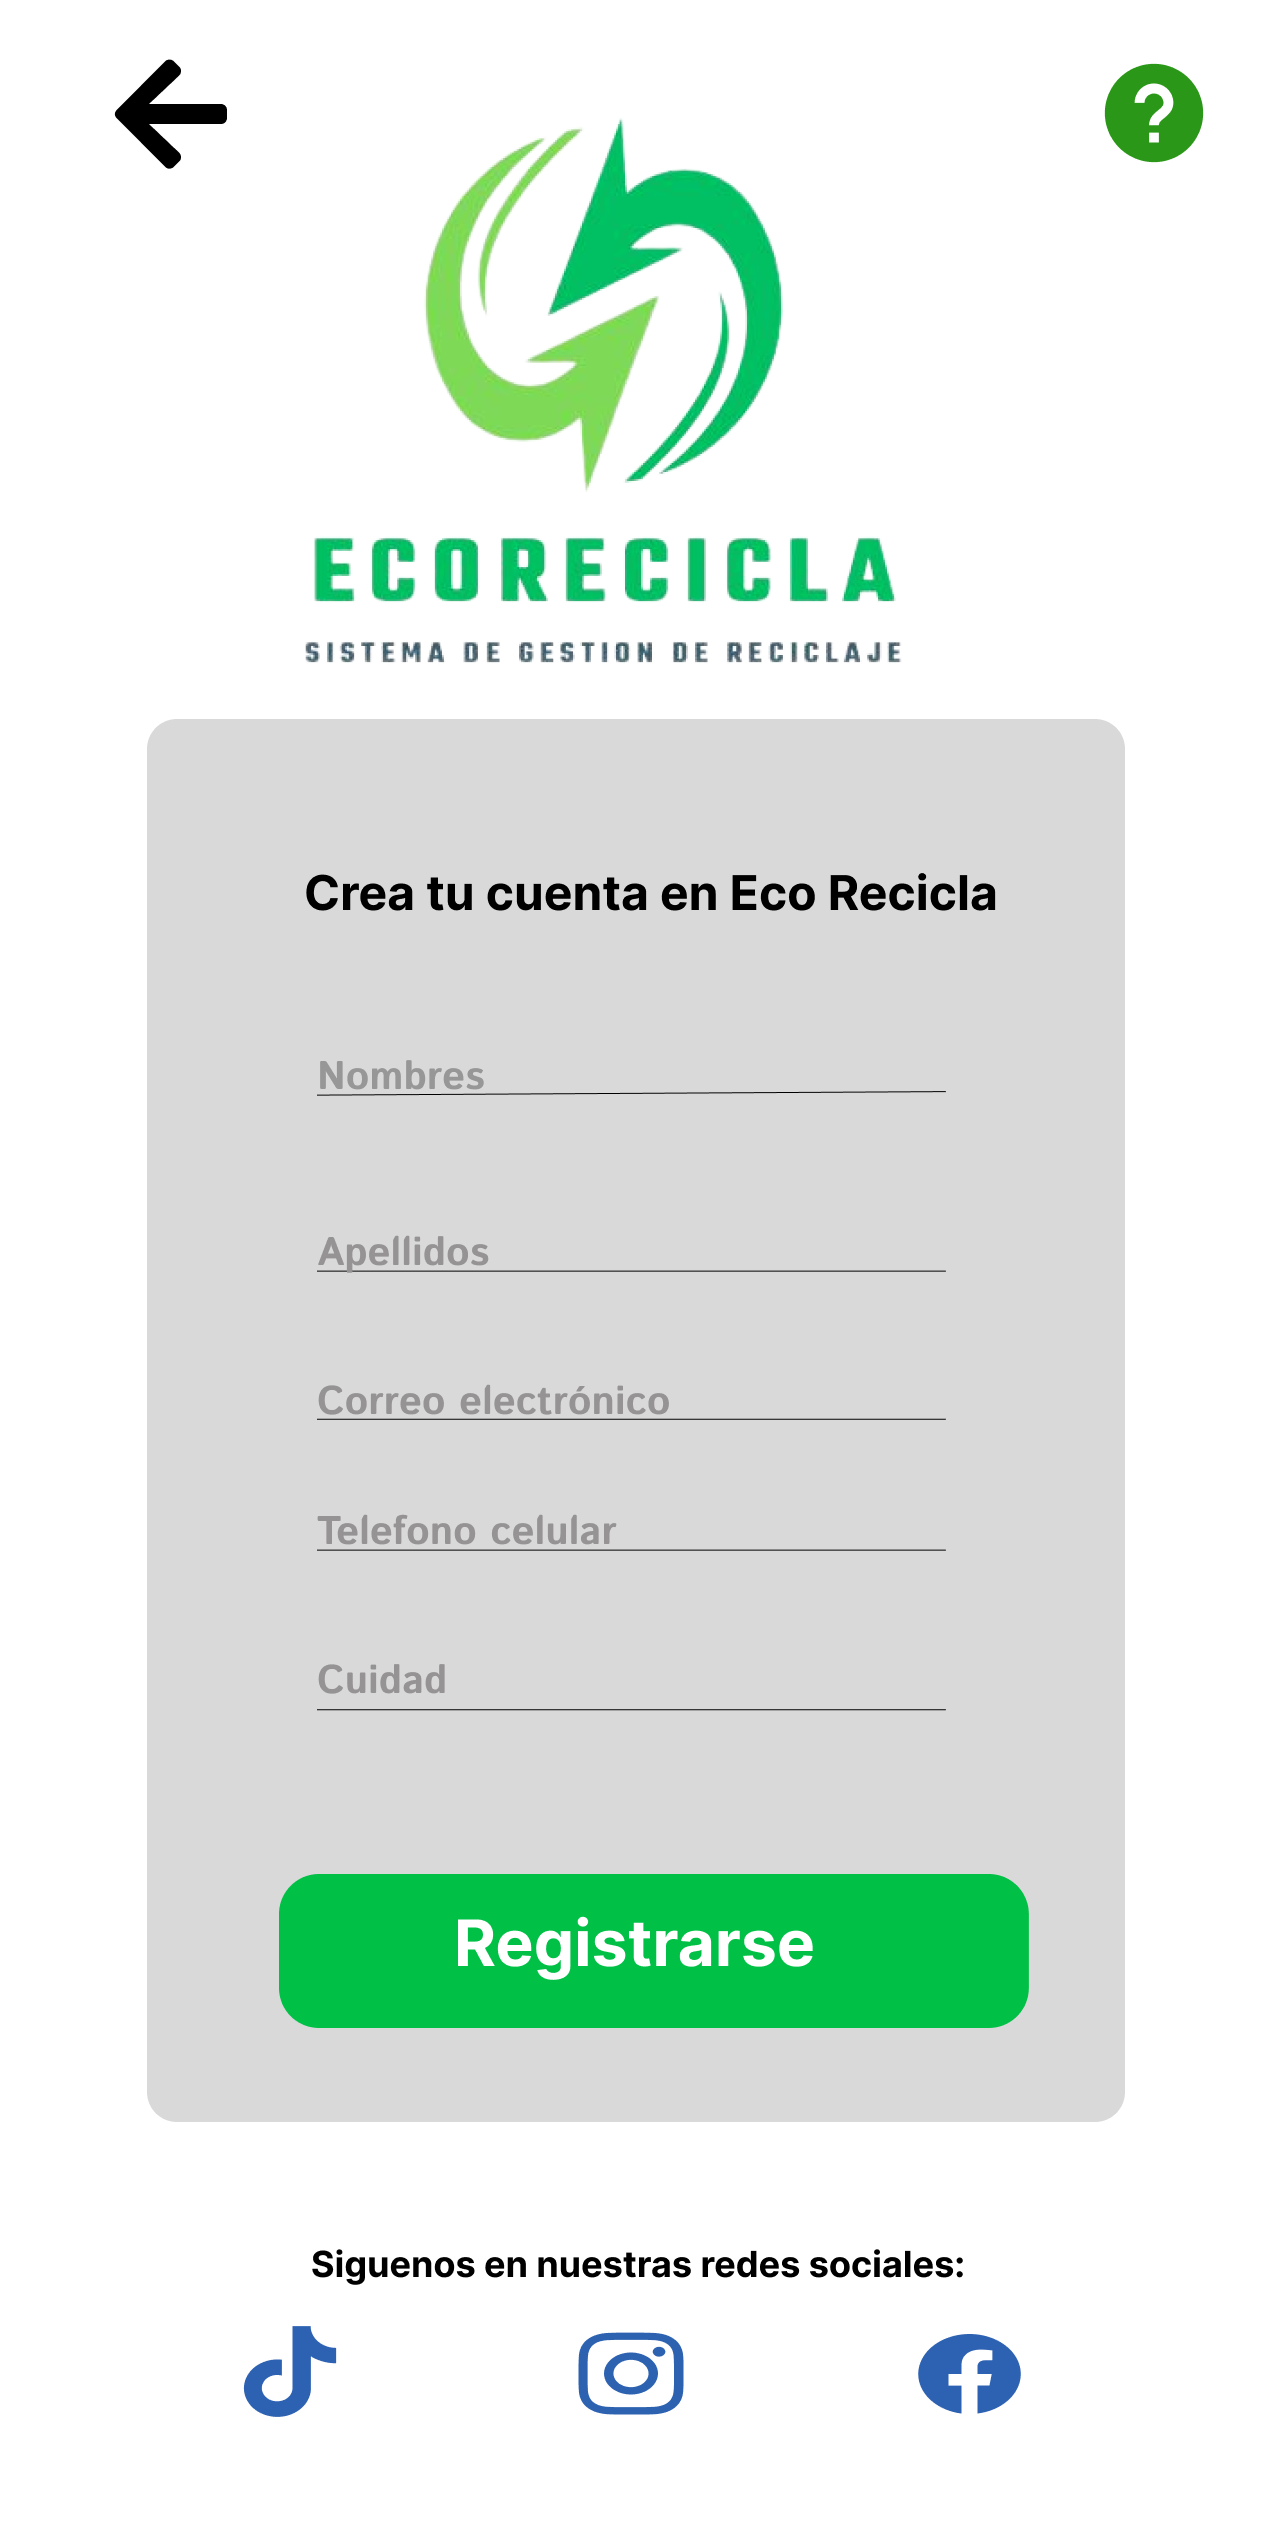 ?
ECORECICLA
SISTEMA DE GESTION DE RECICLAJE
Crea tu cuenta en Eco Recicla
Nombres
Apellidos
Correo electrónico
Telefono celular
Cuidad
Registrarse
Siguenos en nuestras redes sociales: